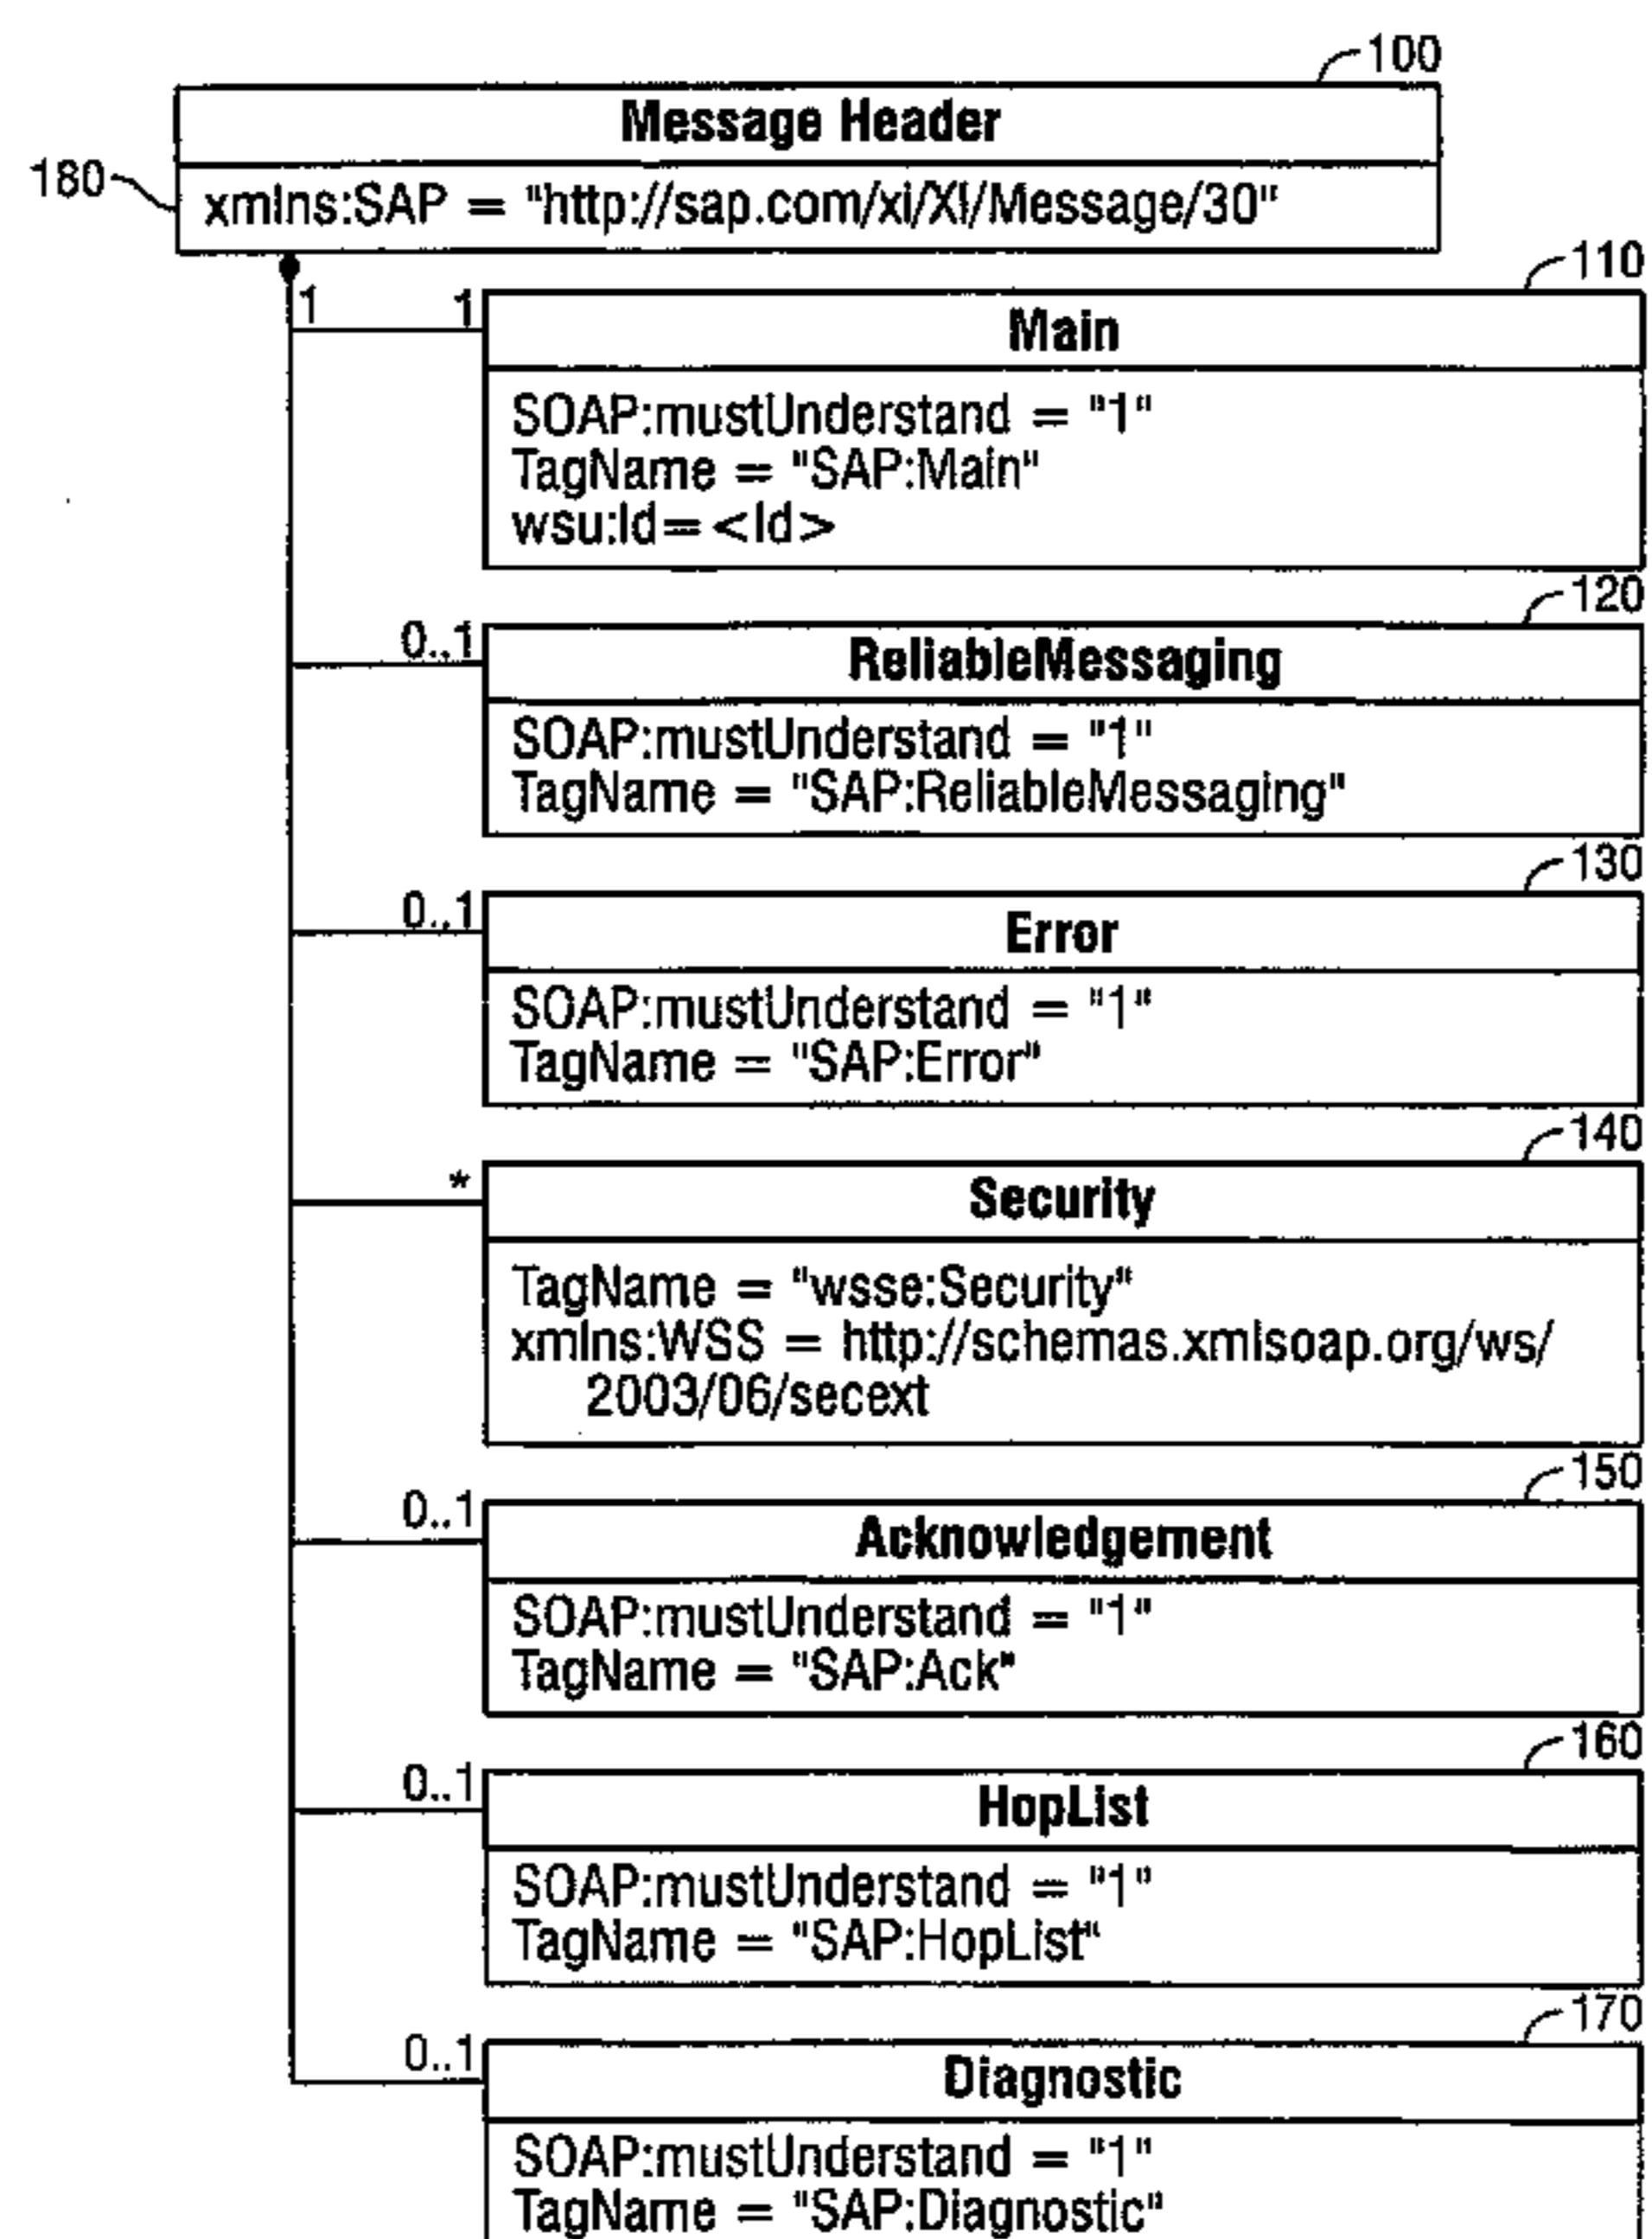 100
Message Header
180
xmlns:SAP = "http://sap.com/xi/XI/Message/30"
110
1
1
Main
SOAP:mustUnderstand = "1"
TagName = "SAP:Main"
wsu:Id=<Id>
120
0..1
ReliableMessaging
SOAP:mustUnderstand = "1"
TagName = "SAP:ReliableMessaging"
130
0..1
Error
SOAP:mustUnderstand = "1"
TagName = "SAP:Error"
140
*
Security
TagName = "wsse:Security"
xmlns:WSS = http://schemas.xmlsoap.org/ws/
2003/06/secext
150
0..1
Acknowledgement
SOAP:mustUnderstand = "1"
TagName = "SAP:Ack"
160
0..1
HopList
SOAP:mustUnderstand = "1"
TagName = "SAP:HopList"
170
0..1
Diagnostic
SOAP:mustUnderstand = "1"
TagName = "SAP:Diagnostic"